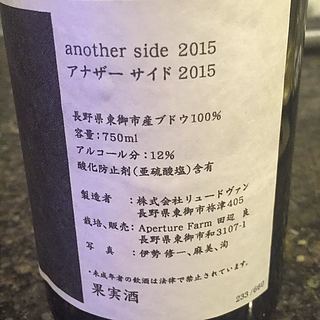 another side 2015
アナザー サイド 2015
長野県東御市産ブドウ100%
容量：750ml
アルコール分：12%
酸化防止剤（亜硫酸塩）含有
製造者：株式会社リュードヴァン
長野県東御市祢津405
栽培、販売：Aperture Farm 田辺 良
長野県東御市和3107-1
写真：伊勢 修一、麻美、洵
・未成年者の飲酒は法律で禁止されています。
果実酒
233/660